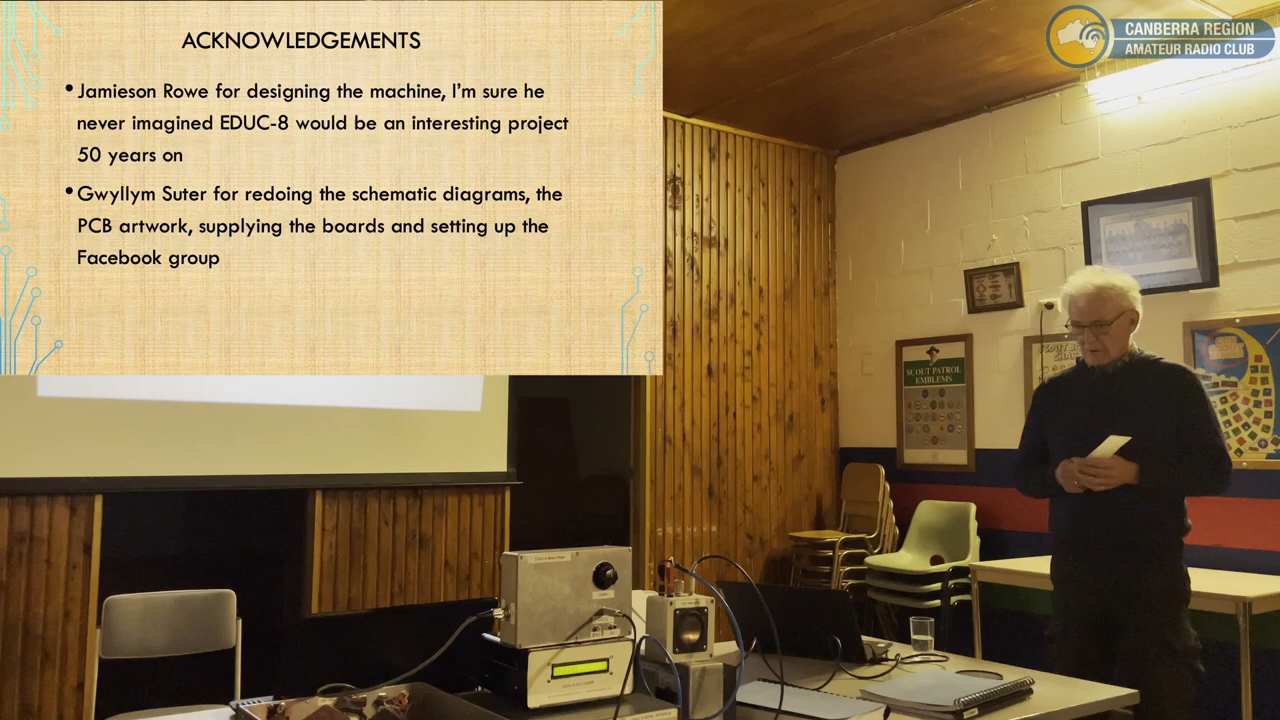 ACKNOWLEDGEMENTS
• Jamieson Rowe for designing the machine, I'm sure he
never imagined EDUC-8 would be an interesting project
50 years on
• Gwyllym Suter for redoing the schematic diagrams, the
PCB artwork, supplying the boards and setting up the
Facebook group
CANBERRA REGION
AMATEUR RADIO CLUB
SCOUT PATROL
EMBLEMS